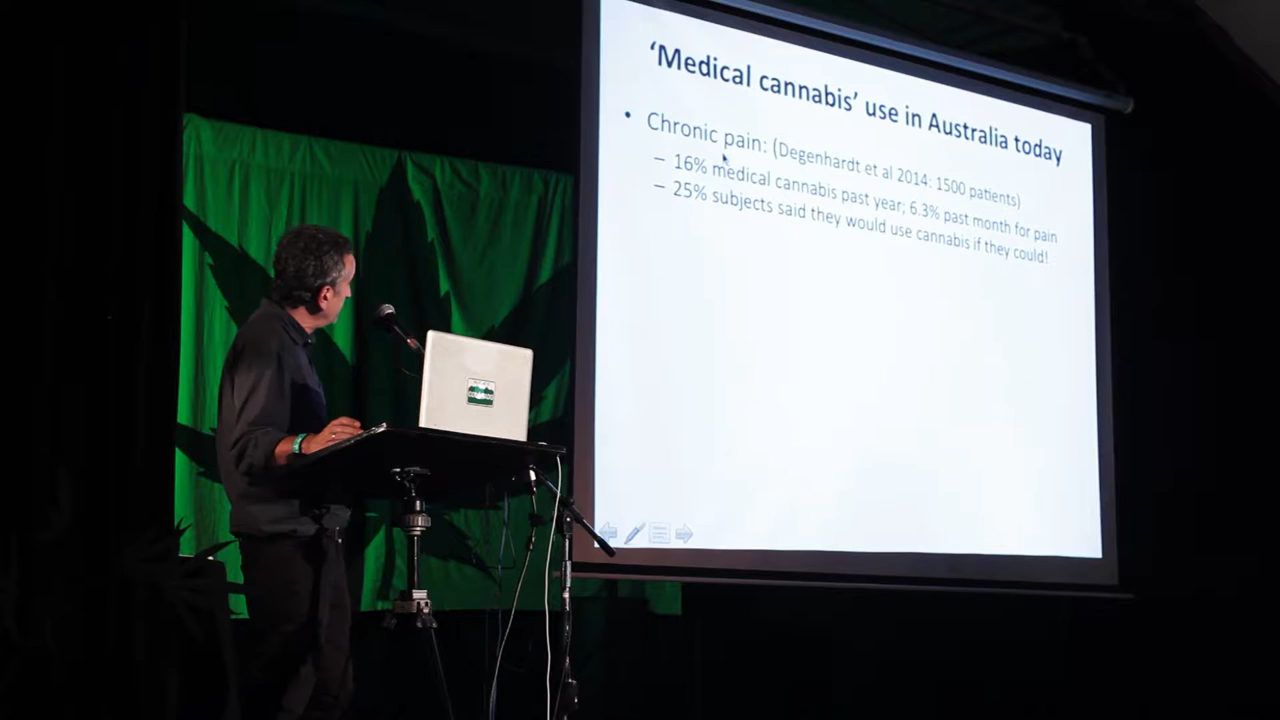 ‘Medical cannabis’ use in Australia today
• Chronic pain: (Degenhardt et al 2014: 1500 patients)
– 16% medical cannabis past year; 6.3% past month for pain
– 25% subjects said they would use cannabis if they could!